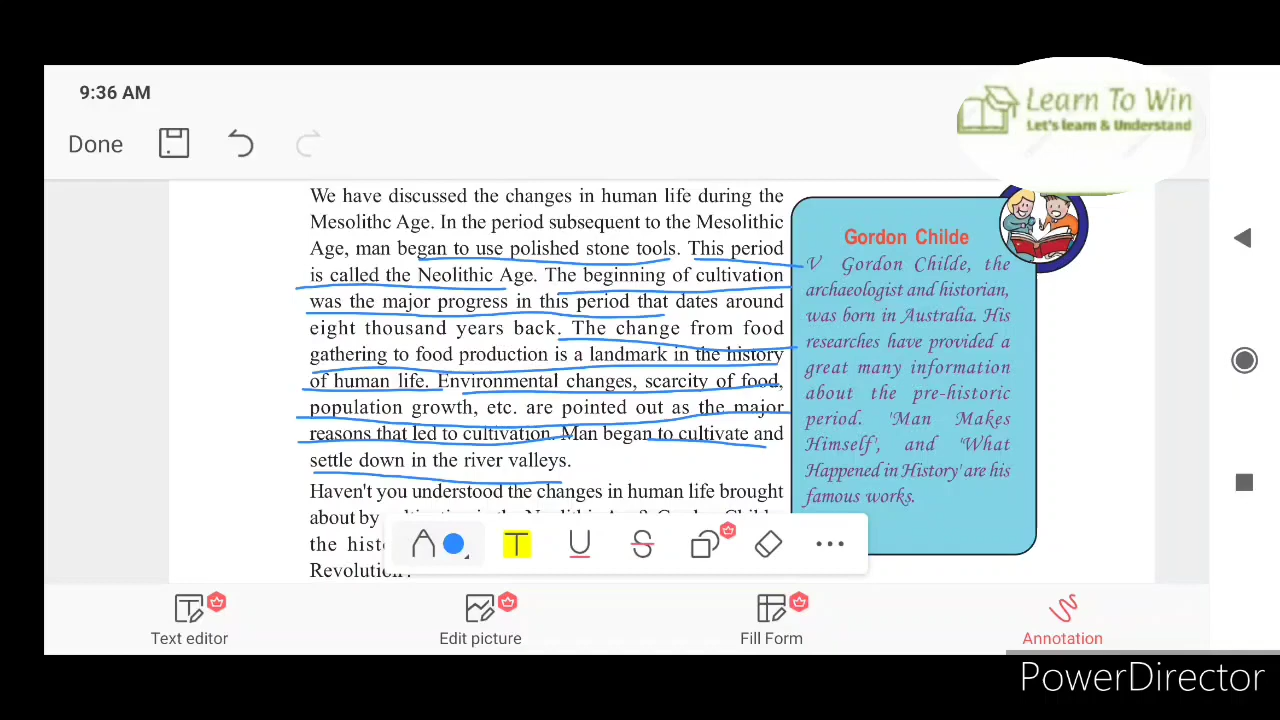 9:36 AM
Learn To Win
Let's learn & Understand
Done
We have discussed the changes in human life during the
Mesolithc Age. In the period subsequent to the Mesolithic
Age, man began to use polished stone tools. This period
is called the Neolithic Age. The beginning of cultivation
was the major progress in this period that dates around
eight thousand years back. The change from food
gathering to food production is a landmark in the history
of human life. Environmental changes, scarcity of food,
population growth, etc. are pointed out as the major
reasons that led to cultivation. Man began to cultivate and
settle down in the river valleys.
Haven't you understood the changes in human life brought
about by
the hist
Revolution?
Gordon Childe
V Gordon Childe, the
archaeologist and historian,
was born in Australia. His
researches have provided a
great many information
about the pre-historic
period. 'Man Makes
Himself', and 'What
Happened in History' are his
famous works.
Text editor
Edit picture
Fill Form
Annotation
PowerDirector